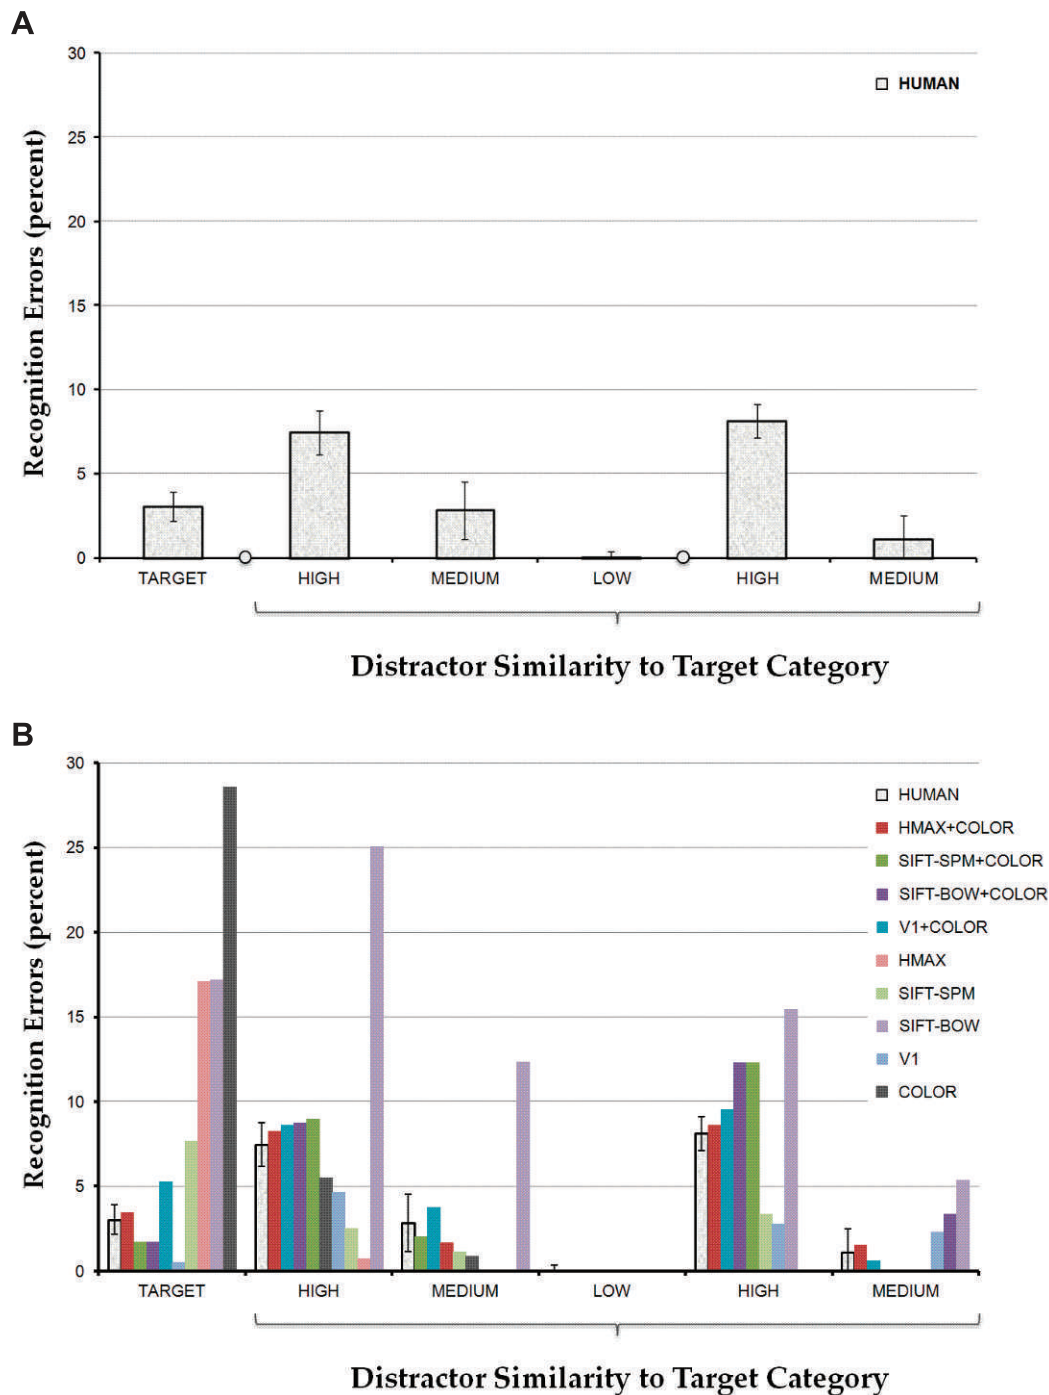 A
30
HUMAN
25
20
15
10
5
0
Recognition Errors (percent)
TARGET HIGH MEDIUM LOW HIGH MEDIUM
Distractor Similarity to Target Category
B
30
HUMAN
HMAX+COLOR
25
SIFT-SPM+COLOR
SIFT-BOW+COLOR
V1+COLOR
20
HMAX
SIFT-SPM
SIFT-BOW
15
V1
COLOR
10
5
0
Recognition Errors (percent)
TARGET HIGH MEDIUM LOW HIGH MEDIUM
Distractor Similarity to Target Category